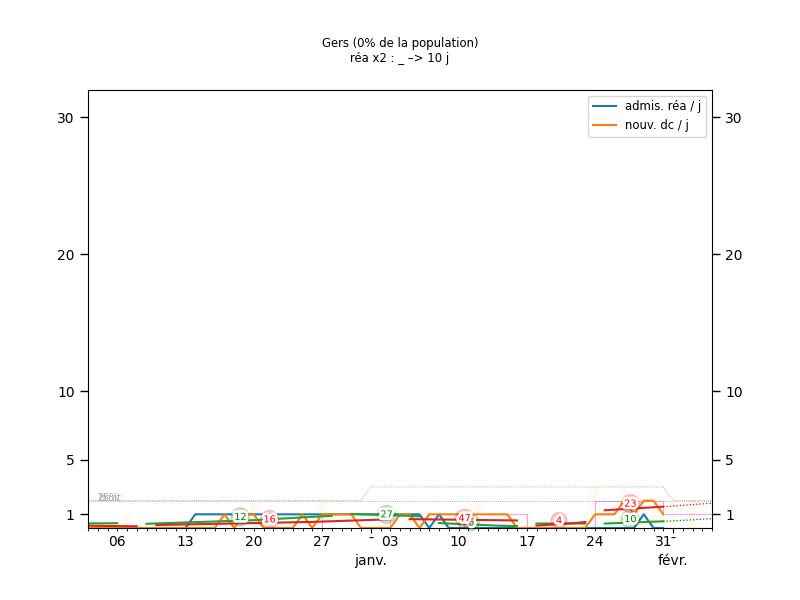 Gers (0% de la population)
réa x2 : _ –> 10 j
admis. réa / j
nouv. dc / j
30 30
20 20
10 10
5 5
1 1
12 16 27 47 4 23 10
06 13 20 27 - 03 10 17 24 31-
janv. févr.